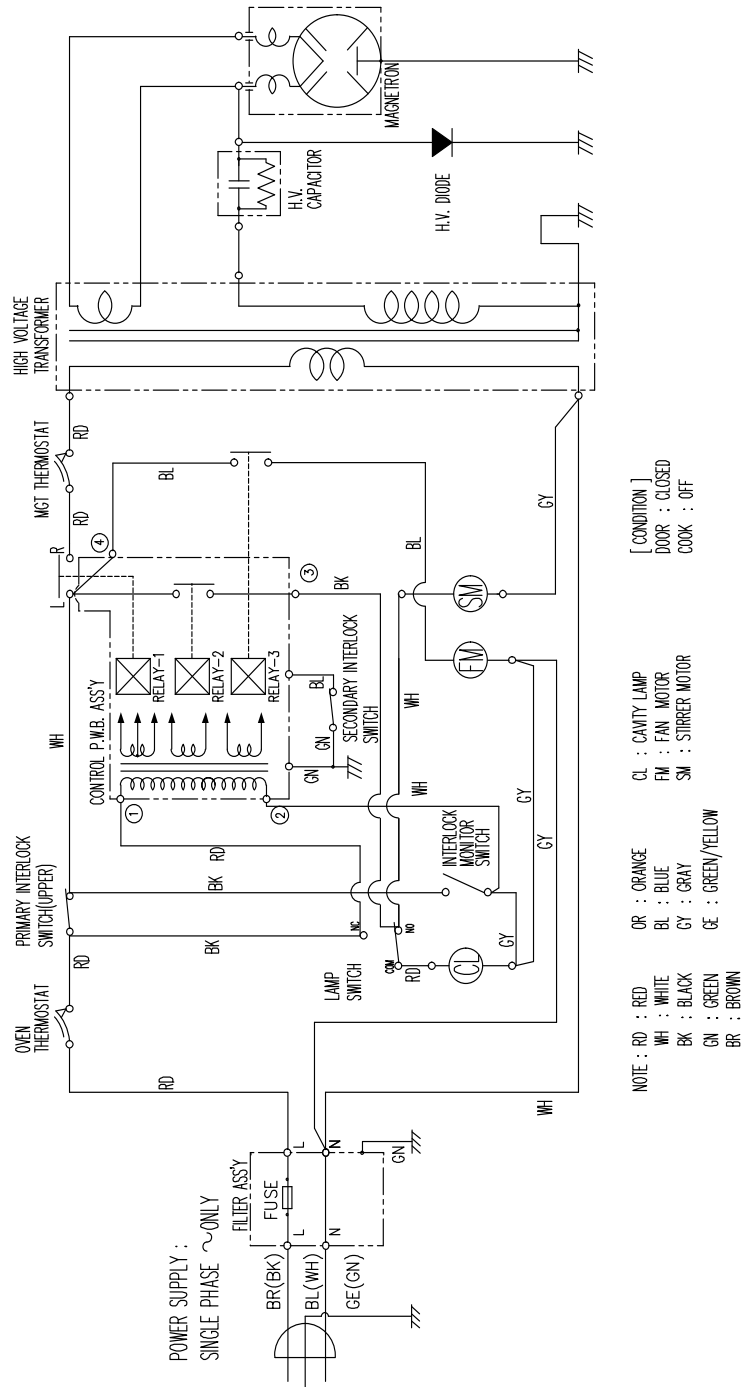 POWER SUPPLY :
SINGLE PHASE ~ ONLY
BR(BK)
BL(WH)
GE(GN)
FILTER ASS'Y
FUSE
L
N
L
N
GN
RD
WH
OVEN
THERMOSTAT
RD
PRIMARY INTERLOCK
SWITCH(UPPER)
BK
BK
WH
LAMP
SWITCH
NC
COM
NO
RD
CL
GY
INTERLOCK
MONITOR
SWITCH
RD
CONTROL P.W.B. ASS'Y
1
2
RELAY-1
RELAY-2
RELAY-3
GN
GN
BL
SECONDARY INTERLOCK
SWITCH
WH
WH
GY
GY
L
R
4
3
BK
BL
BL
FM
SM
GY
RD
MGT THERMOSTAT
RD
HIGH VOLTAGE
TRANSFORMER
H.V.
CAPACITOR
H.V. DIODE
MAGNETRON
NOTE : RD : RED
WH : WHITE
BK : BLACK
GN : GREEN
BR : BROWN
OR : ORANGE
BL : BLUE
GY : GRAY
GE : GREEN/YELLOW
CL : CAVITY LAMP
FM : FAN MOTOR
SM : STIRRER MOTOR
[ CONDITION ]
DOOR : CLOSED
COOK : OFF